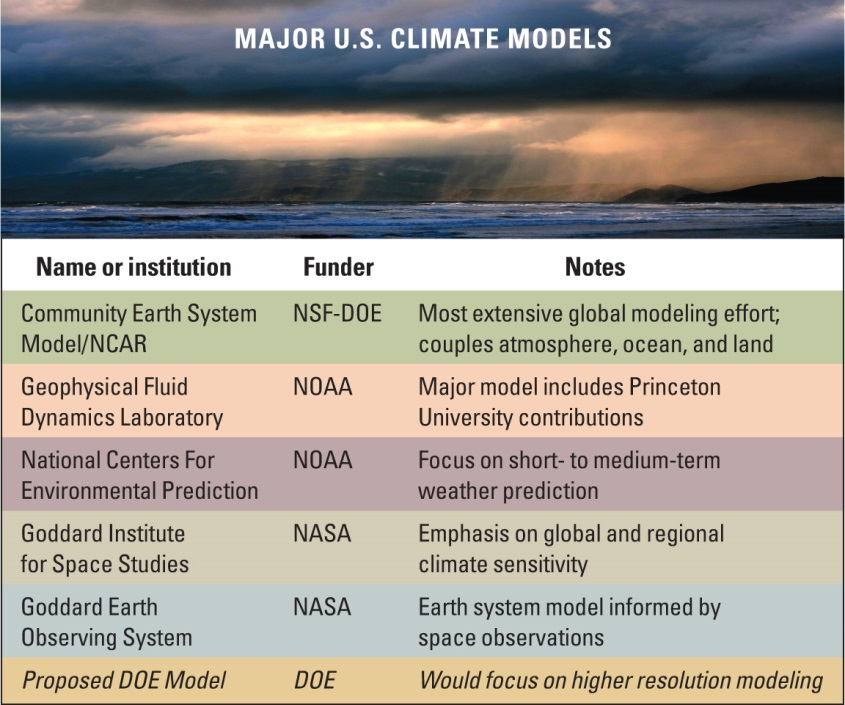 MAJOR U.S. CLIMATE MODELS
Name or institution Funder Notes
Community Earth System NSF-DOE Most extensive global modeling effort;
Model/NCAR couples atmosphere, ocean, and land
Geophysical Fluid NOAA Major model includes Princeton
Dynamics Laboratory University contributions
National Centers For NOAA Focus on short- to medium-term
Environmental Prediction weather prediction
Goddard Institute NASA Emphasis on global and regional
for Space Studies climate sensitivity
Goddard Earth NASA Earth system model informed by
Observing System space observations
Proposed DOE Model DOE Would focus on higher resolution modeling